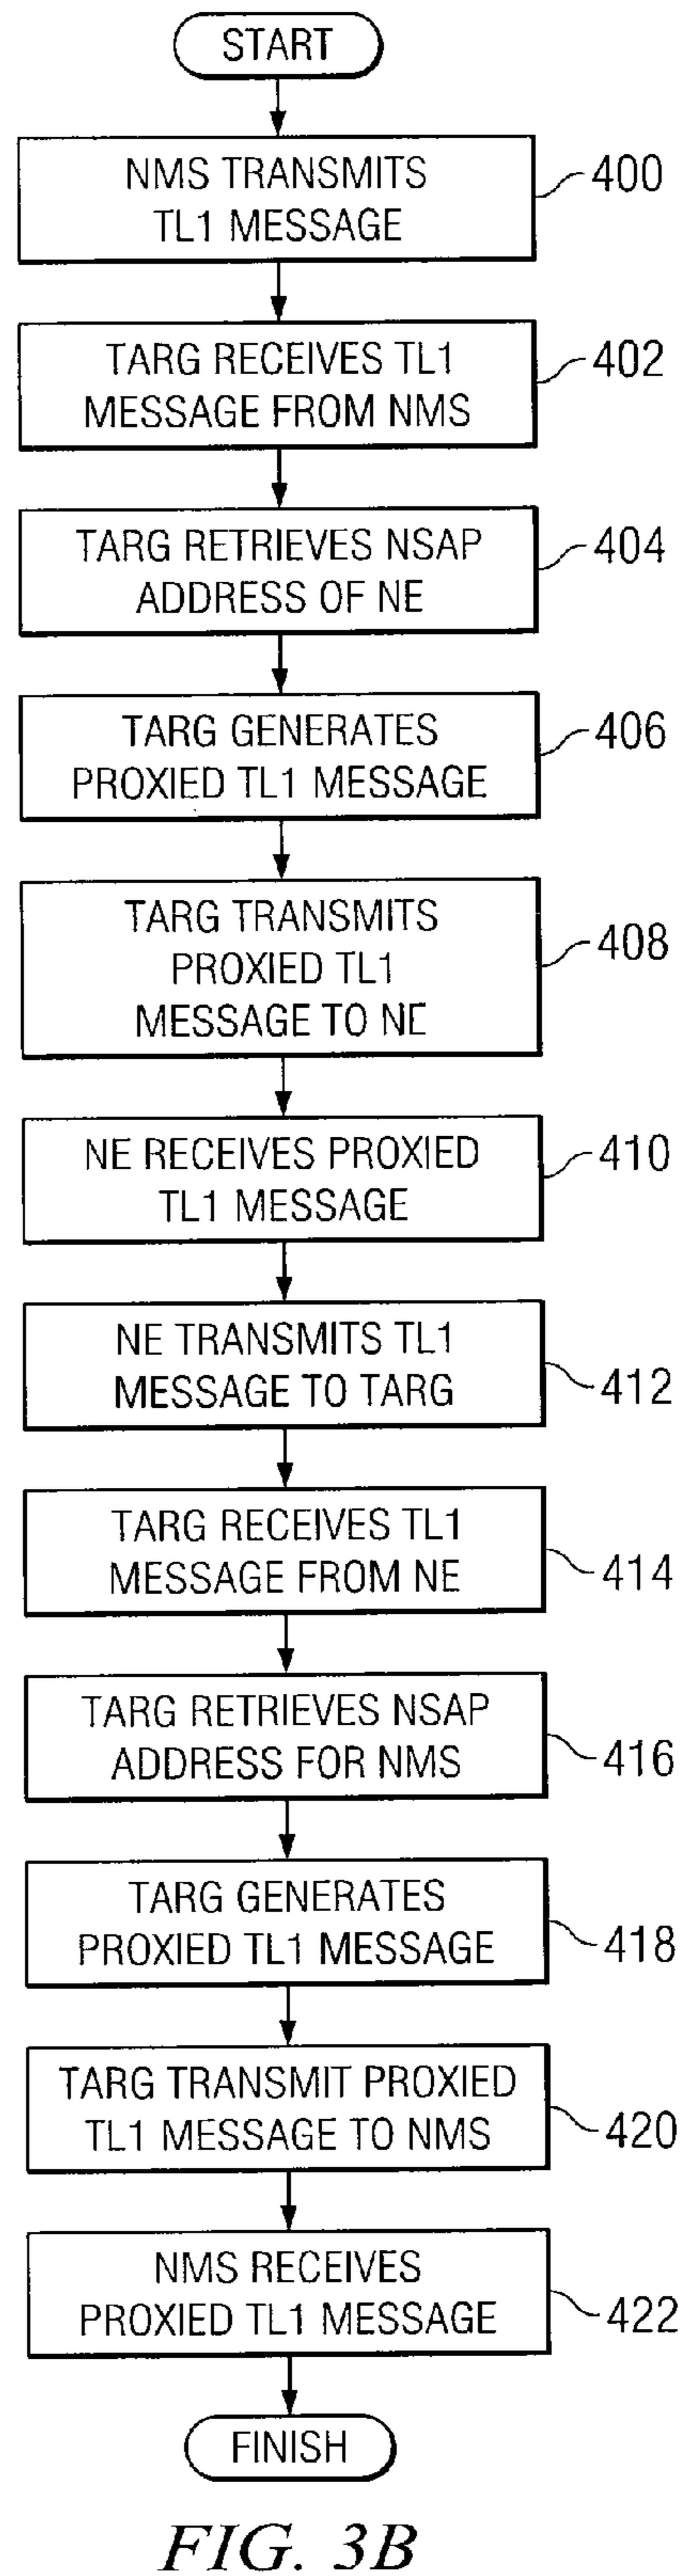 START
NMS TRANSMITS
TL1 MESSAGE
400
TARG RECEIVES TL1
MESSAGE FROM NMS
402
TARG RETRIEVES NSAP
ADDRESS OF NE
404
TARG GENERATES
PROXIED TL1 MESSAGE
406
TARG TRANSMITS
PROXIED TL1
MESSAGE TO NE
408
NE RECEIVES PROXIED
TL1 MESSAGE
410
NE TRANSMITS TL1
MESSAGE TO TARG
412
TARG RECEIVES TL1
MESSAGE FROM NE
414
TARG RETRIEVES NSAP
ADDRESS FOR NMS
416
TARG GENERATES
PROXIED TL1 MESSAGE
418
TARG TRANSMIT PROXIED
TL1 MESSAGE TO NMS
420
NMS RECEIVES
PROXIED TL1 MESSAGE
422
FINISH
FIG. 3B